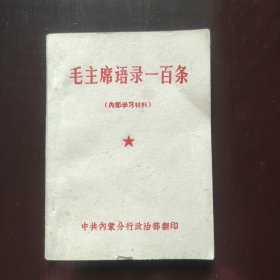 毛主席语录一百条
(内部学习材料)
中共内蒙分行政治部翻印